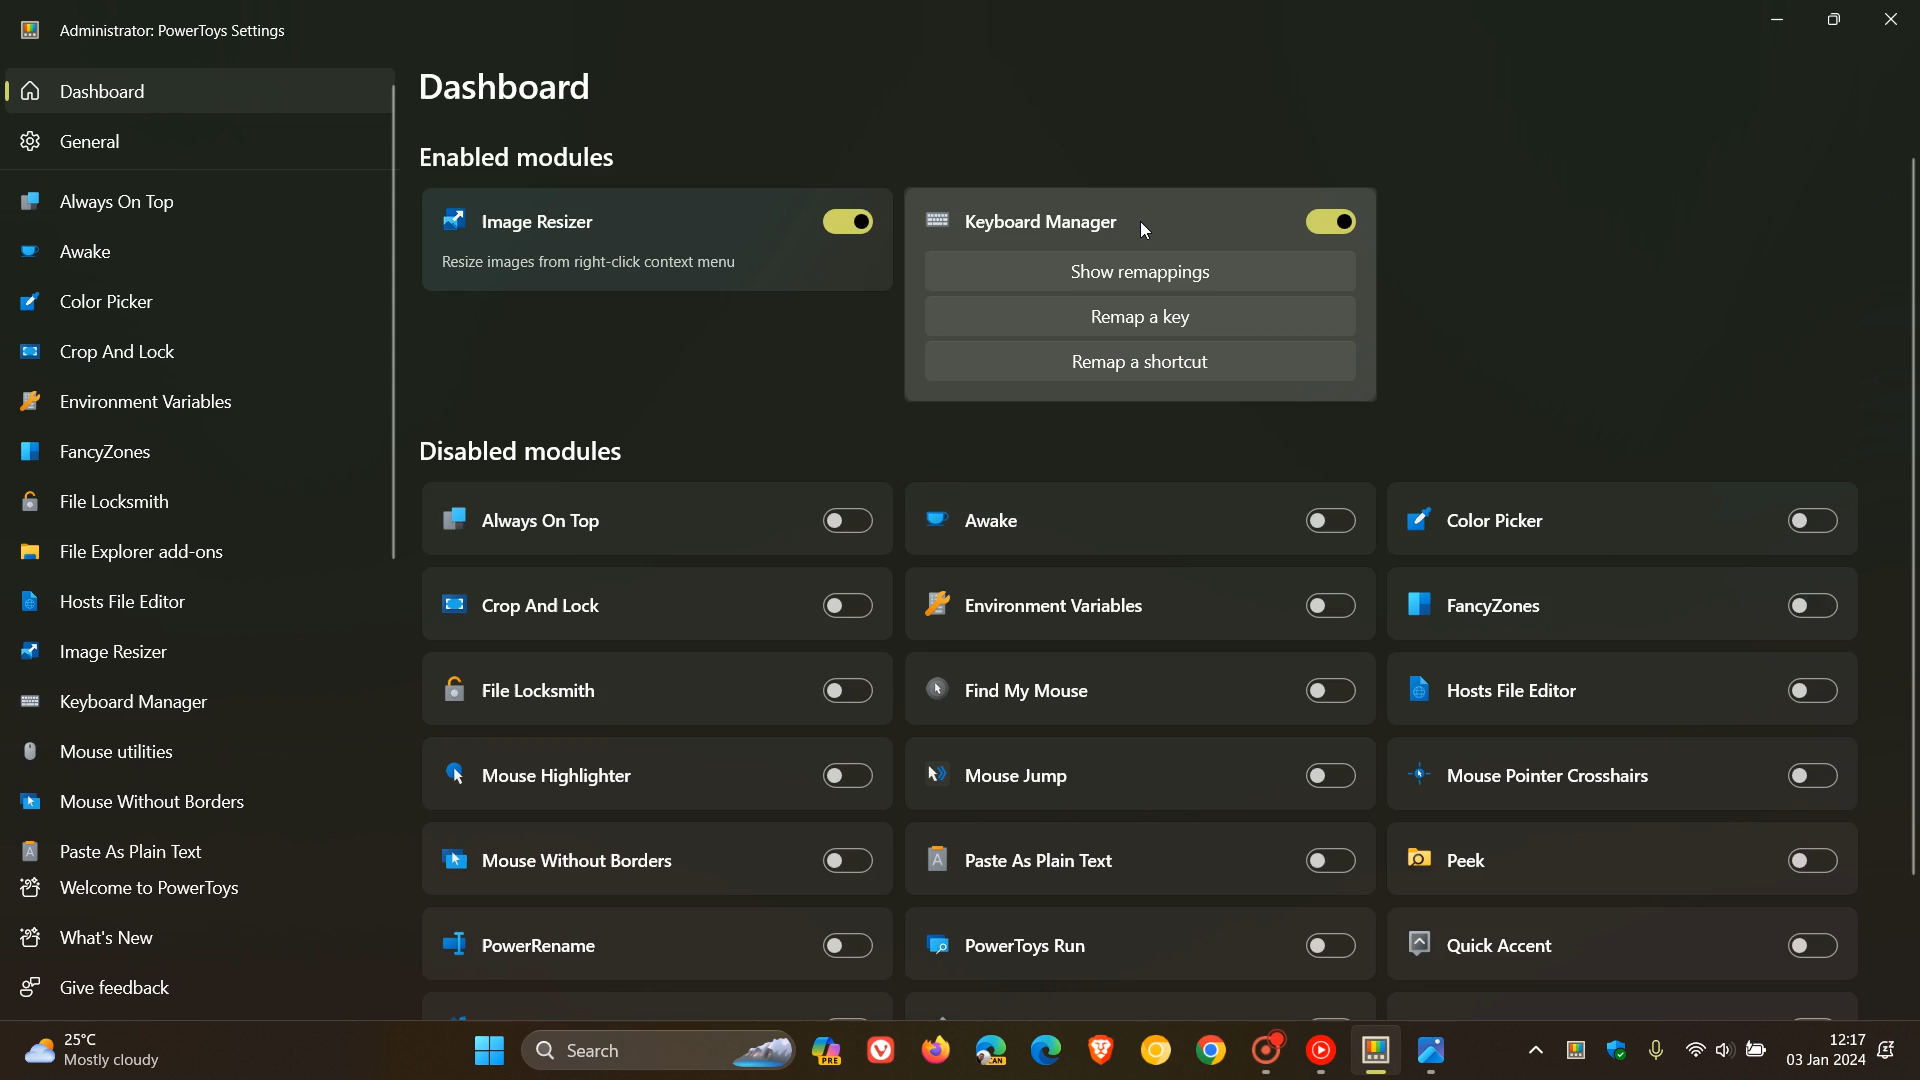 Administrator: PowerToys Settings
Dashboard
General
Always On Top
Awake
Color Picker
Crop And Lock
Environment Variables
FancyZones
File Locksmith
File Explorer add-ons
Hosts File Editor
Image Resizer
Keyboard Manager
Mouse utilities
Mouse Without Borders
Paste As Plain Text
Welcome to PowerToys
What's New
Give feedback
Dashboard
Enabled modules
Image Resizer
Resize images from right-click context menu
Keyboard Manager
Show remappings
Remap a key
Remap a shortcut
Disabled modules
Always On Top
Awake
Color Picker
Crop And Lock
Environment Variables
FancyZones
File Locksmith
Find My Mouse
Hosts File Editor
Mouse Highlighter
Mouse Jump
Mouse Pointer Crosshairs
Mouse Without Borders
Paste As Plain Text
Peek
PowerRename
PowerToys Run
Quick Accent
25°C
Mostly cloudy
Search
PRE
CAN
12:17
03 Jan 2024